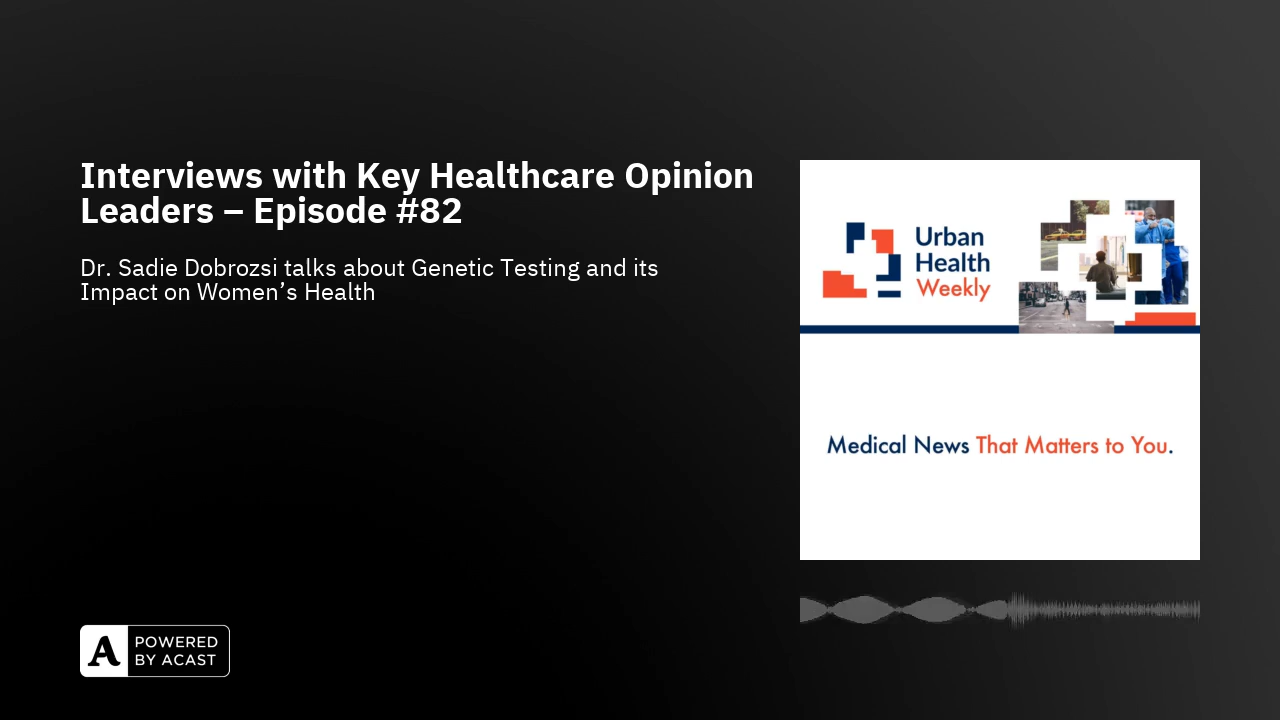 Interviews with Key Healthcare Opinion
Leaders – Episode #82
Dr. Sadie Dobrozsi talks about Genetic Testing and its
Impact on Women’s Health
Urban
Health
Weekly
Medical News That Matters to You.
A POWERED
BY ACAST